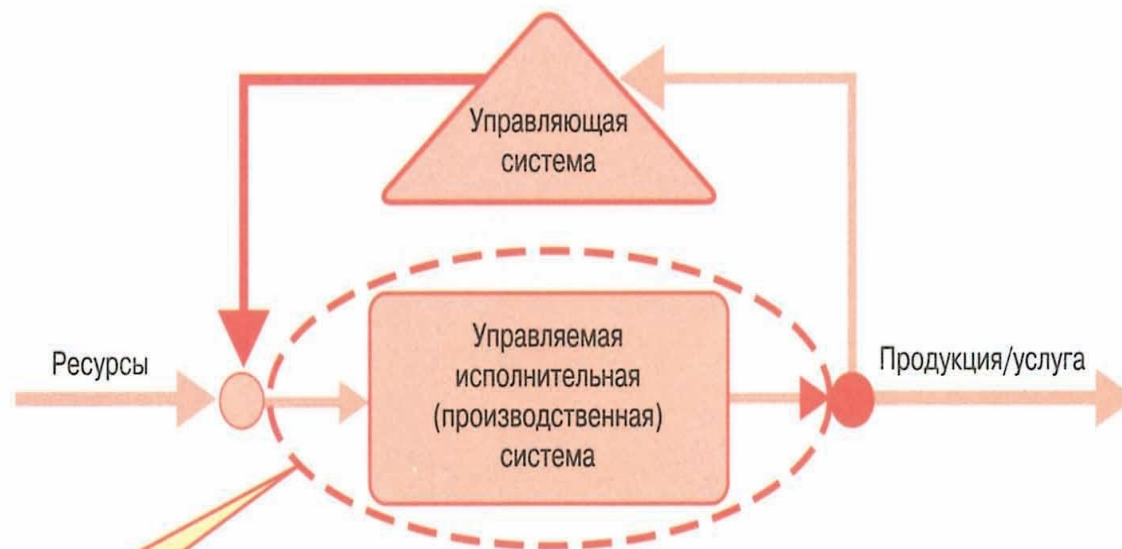 Управляющая
система
Ресурсы
Управляемая
исполнительная
(производственная)
система
Продукция/услуга